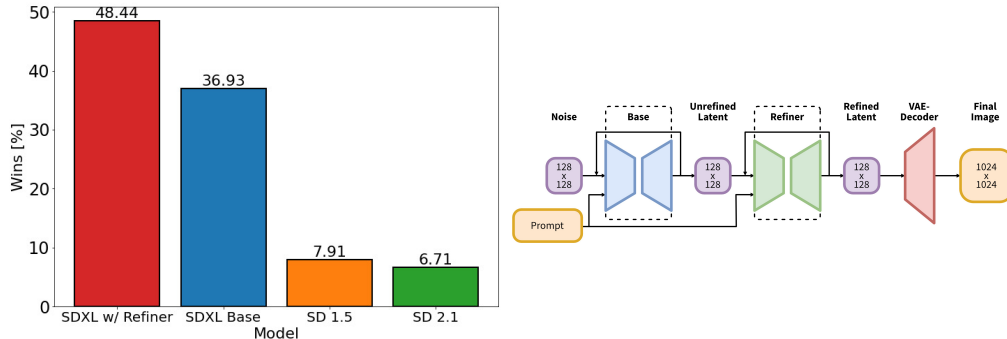 50
40
30
20
10
0
Wins [%]
48.44
36.93
7.91
6.71
SDXL w/ Refiner
SDXL Base
SD 1.5
SD 2.1
Model
Noise
Base
Unrefined
Latent
Refiner
Refined
Latent
VAE-
Decoder
Final
Image
128
x
128
128
x
128
128
x
128
1024
x
1024
Prompt